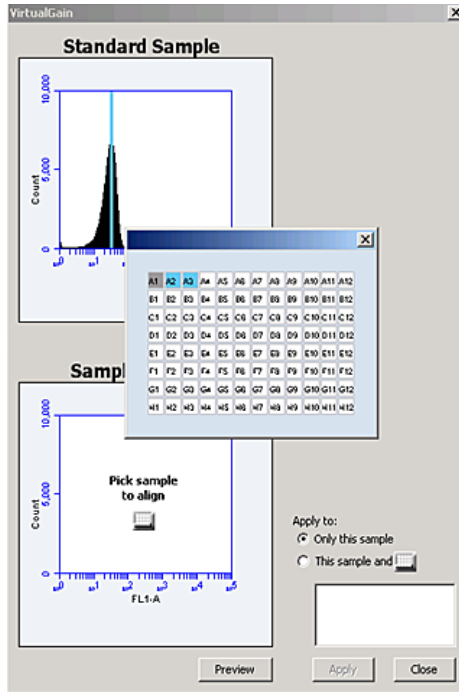 VirtualGain
Standard Sample
10,000
5,000
0
Count
A1 A2 A3 A4 A5 A6 A7 A8 A9 A10 A11 A12
B1 B2 B3 B4 B5 B6 B7 B8 B9 B10 B11 B12
C1 C2 C3 C4 C5 C6 C7 C8 C9 C10 C11 C12
D1 D2 D3 D4 D5 D6 D7 D8 D9 D10 D11 D12
E1 E2 E3 E4 E5 E6 E7 E8 E9 E10 E11 E12
F1 F2 F3 F4 F5 F6 F7 F8 F9 F10 F11 F12
G1 G2 G3 G4 G5 G6 G7 G8 G9 G10 G11 G12
H1 H2 H3 H4 H5 H6 H7 H8 H9 H10 H11 H12
Sampl
10,000
5,000
0
Count
Pick sample
to align
FL1-A
Apply to:
Only this sample
This sample and
Preview
Apply
Close